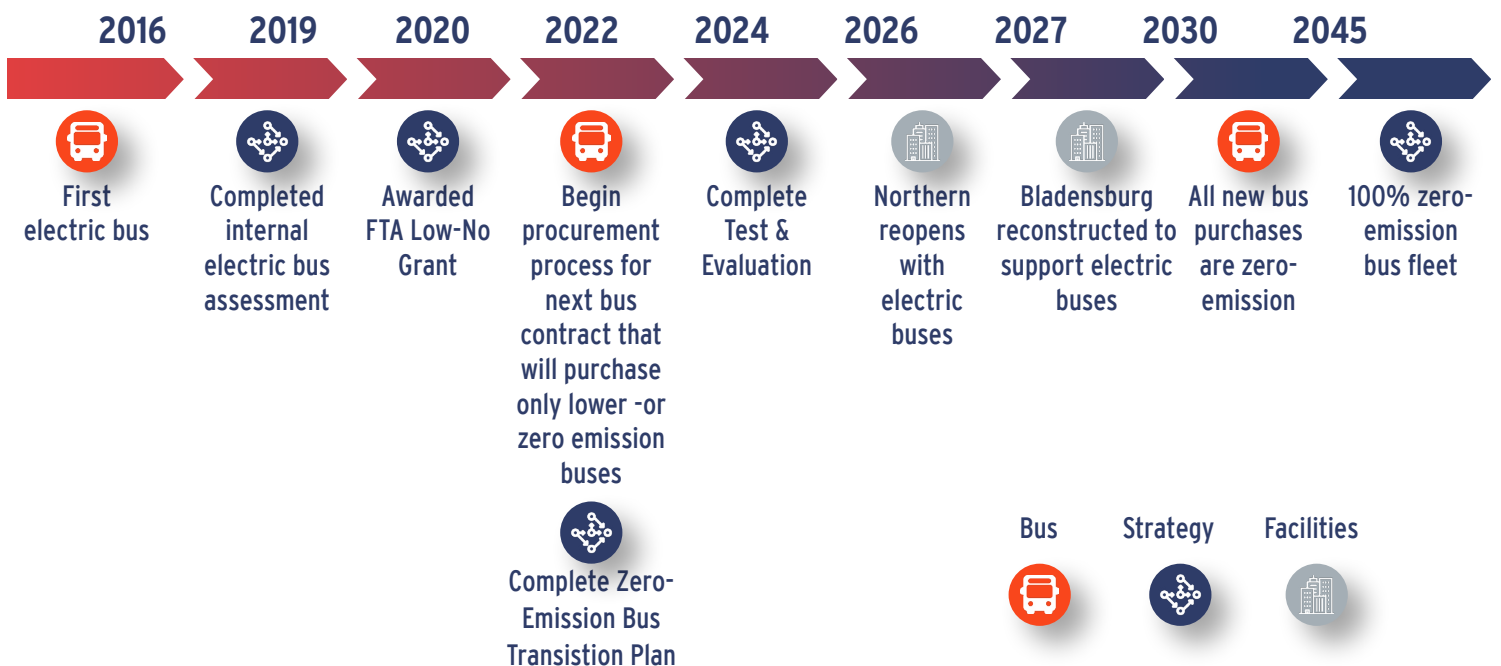 2016
2019
2020
2022
2024
2026
2027
2030
2045
First
electric bus
Completed
internal
electric bus
assessment
Awarded
FTA Low-No
Grant
Begin
procurement
process for
next bus
contract that
will purchase
only lower -or
zero emission
buses
Complete Zero-
Emission Bus
Transistion Plan
Complete
Test &
Evaluation
Northern
reopens
with
electric
buses
Bladensburg
reconstructed to
support electric
buses
All new bus
purchases
are zero-
emission
100% zero-
emission
bus fleet
Bus
Strategy
Facilities